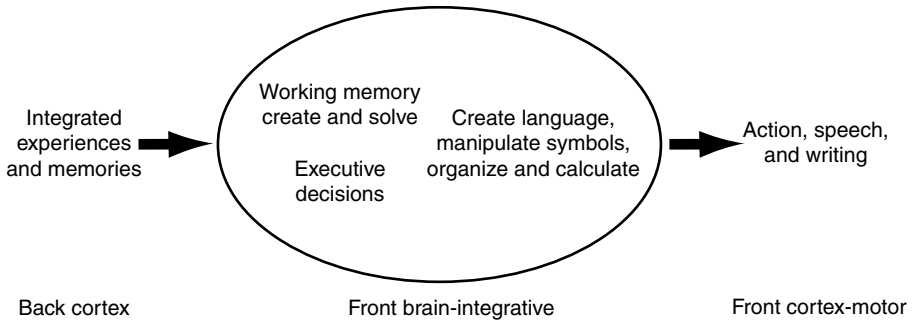 Integrated
experiences
and memories
Working memory
create and solve
Executive
decisions
Create language,
manipulate symbols,
organize and calculate
Action, speech,
and writing
Back cortex
Front brain-integrative
Front cortex-motor